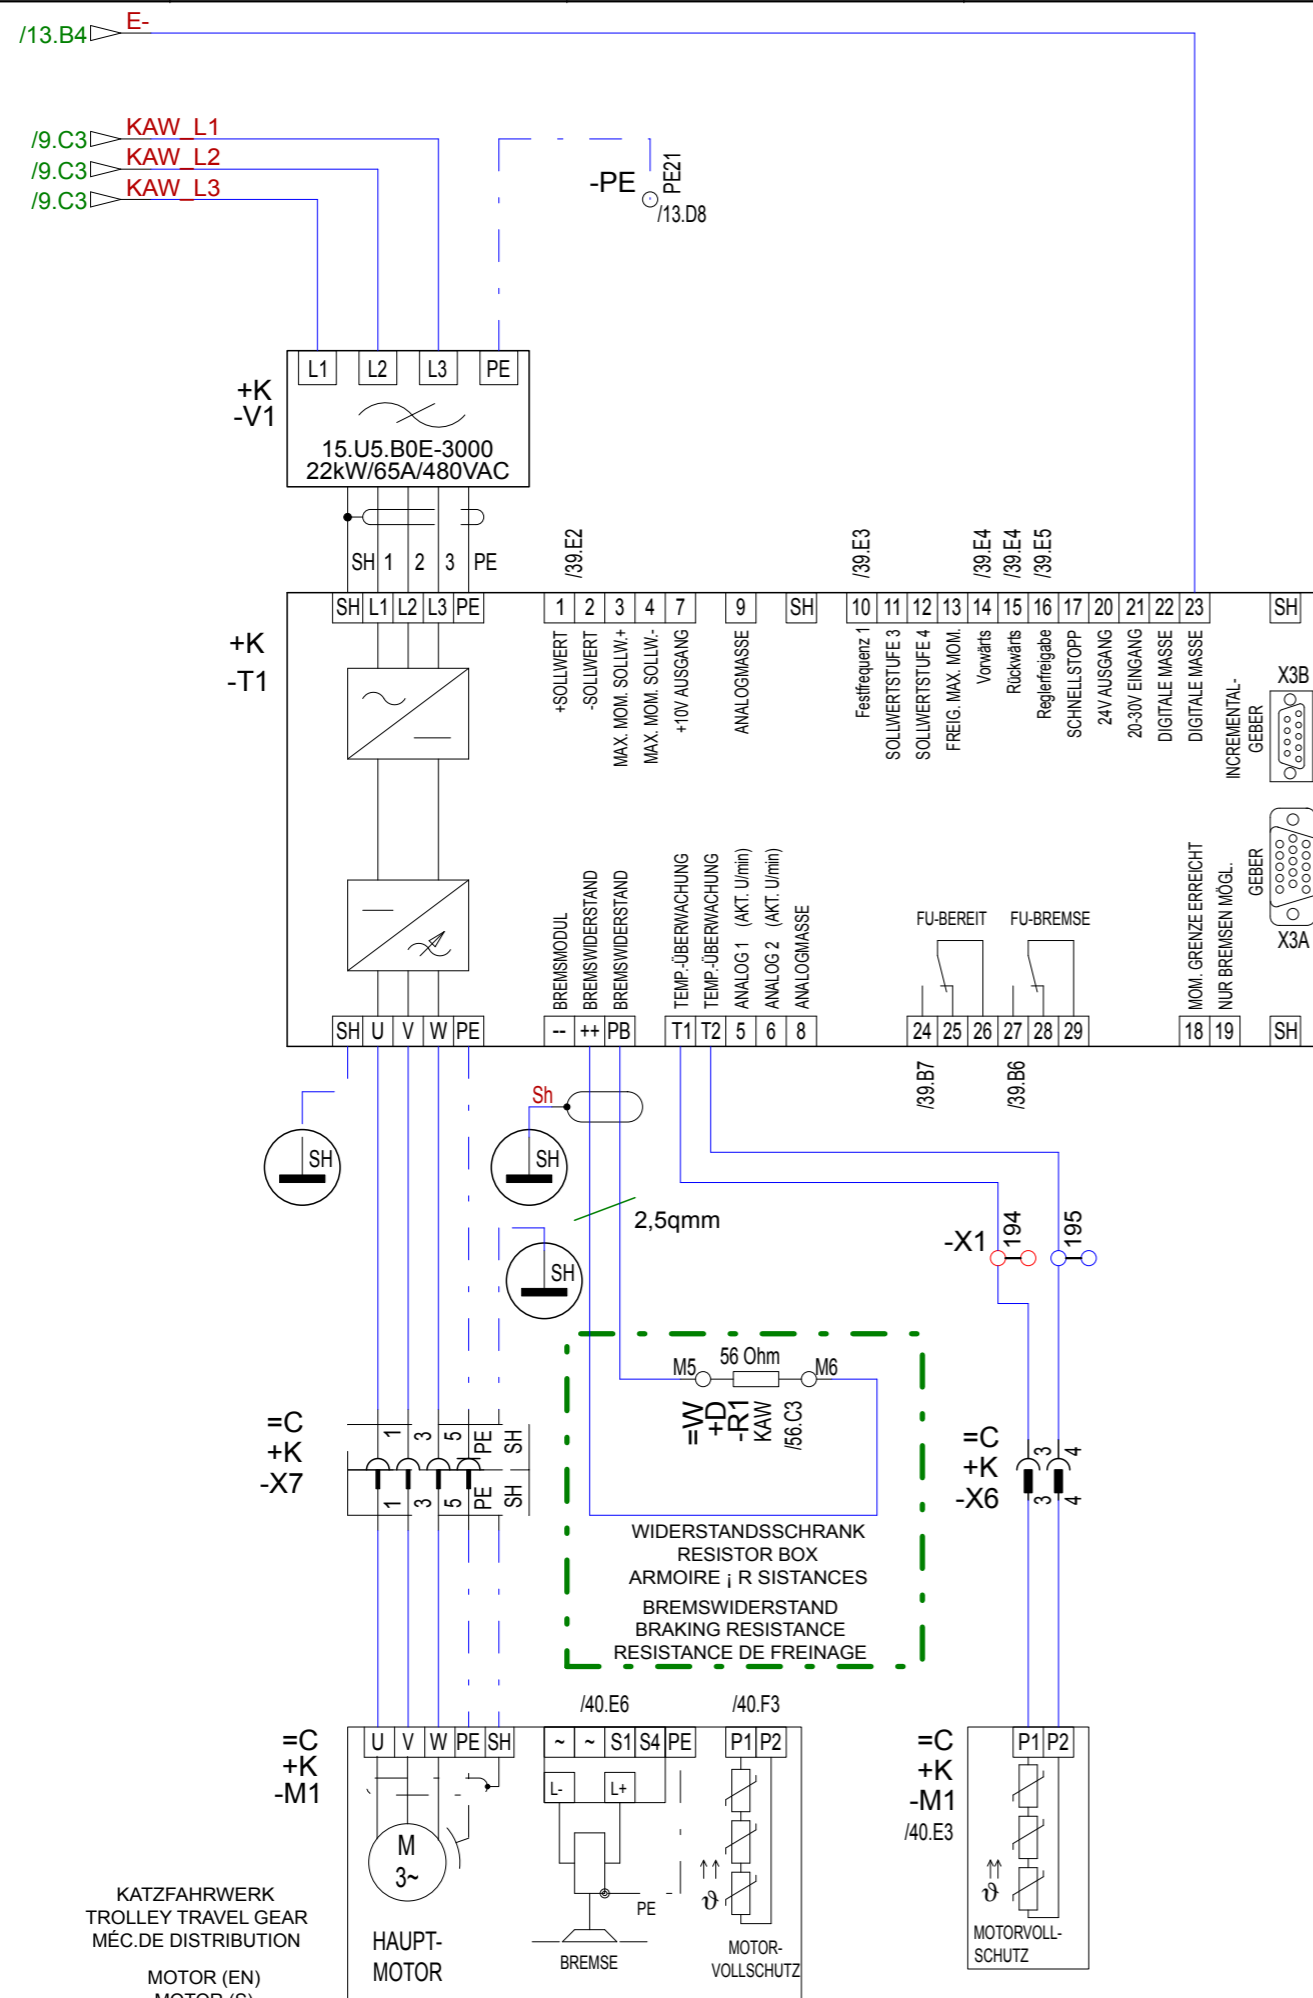 /13.B4 E-
/9.C3 KAW_L1
/9.C3 KAW_L2
/9.C3 KAW_L3
-PE PE21
/13.D8
L1 L2 L3 PE
+K
-V1
15.U5.B0E-3000
22kW/65A/480VAC
SH 1 2 3 PE
/39.E2 /39.E3 /39.E4 /39.E4 /39.E5
SH L1 L2 L3 PE 1 2 3 4 7 9 SH 10 11 12 13 14 15 16 17 20 21 22 23 SH
+K
-T1
+SOLLWERT
-SOLLWERT
MAX. MOM. SOLLW.+
MAX. MOM. SOLLW.-
+10V AUSGANG
ANALOGMASSE
Festfrequenz 1
SOLLWERTSTUFE 3
SOLLWERTSTUFE 4
FREIG. MAX. MOM.
Vorwärts
Rückwärts
Reglerfreigabe
SCHNELLSTOPP
24V AUSGANG
20-30V EINGANG
DIGITALE MASSE
DIGITALE MASSE
INCREMENTAL-
GEBER
X3B
BREMSMODUL
BREMSWIDERSTAND
BREMSWIDERSTAND
TEMP.-ÜBERWACHUNG
TEMP.-ÜBERWACHUNG
ANALOG 1 (AKT. U/min)
ANALOG 2 (AKT. U/min)
ANALOGMASSE
FU-BEREIT FU-BREMSE
MOM. GRENZE ERREICHT
NUR BREMSEN MÖGL.
GEBER
X3A
SH U V W PE -- ++ PB T1 T2 5 6 8 24 25 26 27 28 29 18 19 SH
/39.B7 /39.B6
Sh
SH
SH
2,5qmm
SH
-X1 194 195
56 Ohm
M5 M6
=W
+D
-R1
KAW
/56.C3
=C
+K
-X7
1 3 5 PE SH
1 3 5 PE SH
=C
+K
-X6
3 4
3 4
WIDERSTANDSSCHRANK
RESISTOR BOX
ARMOIRE ¡ R SISTANCES
BREMSWIDERSTAND
BRAKING RESISTANCE
RESISTANCE DE FREINAGE
/40.E6 /40.F3
=C
+K
-M1
U V W PE SH ~ ~ S1 S4 PE P1 P2
L- L+
M
3~
PE
ϑ
HAUPT-
MOTOR
BREMSE
MOTOR-
VOLLSCHUTZ
=C
+K
-M1
/40.E3
P1 P2
ϑ
MOTORVOLL-
SCHUTZ
KATZFAHRWERK
TROLLEY TRAVEL GEAR
MÉC.DE DISTRIBUTION
MOTOR (EN)
MOTOR (S)